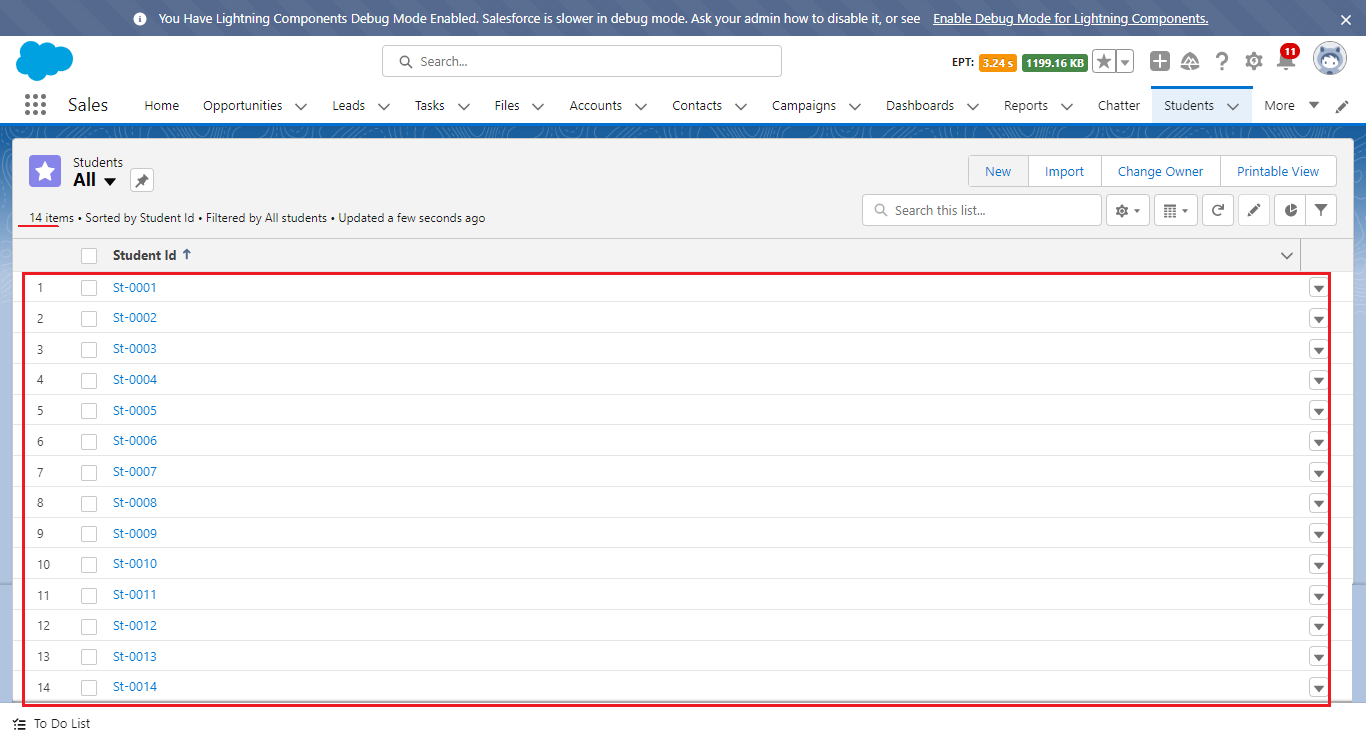 You Have Lightning Components Debug Mode Enabled. Salesforce is slower in debug mode. Ask your admin how to disable it, or see Enable Debug Mode for Lightning Components.
Search...
EPT: 3.24 s 1199.16 KB
11
Sales Home Opportunities Leads Tasks Files Accounts Contacts Campaigns Dashboards Reports Chatter Students More
Students
All
New Import Change Owner Printable View
14 items • Sorted by Student Id • Filtered by All students • Updated a few seconds ago
Search this list...
Student Id
1 St-0001
2 St-0002
3 St-0003
4 St-0004
5 St-0005
6 St-0006
7 St-0007
8 St-0008
9 St-0009
10 St-0010
11 St-0011
12 St-0012
13 St-0013
14 St-0014
To Do List